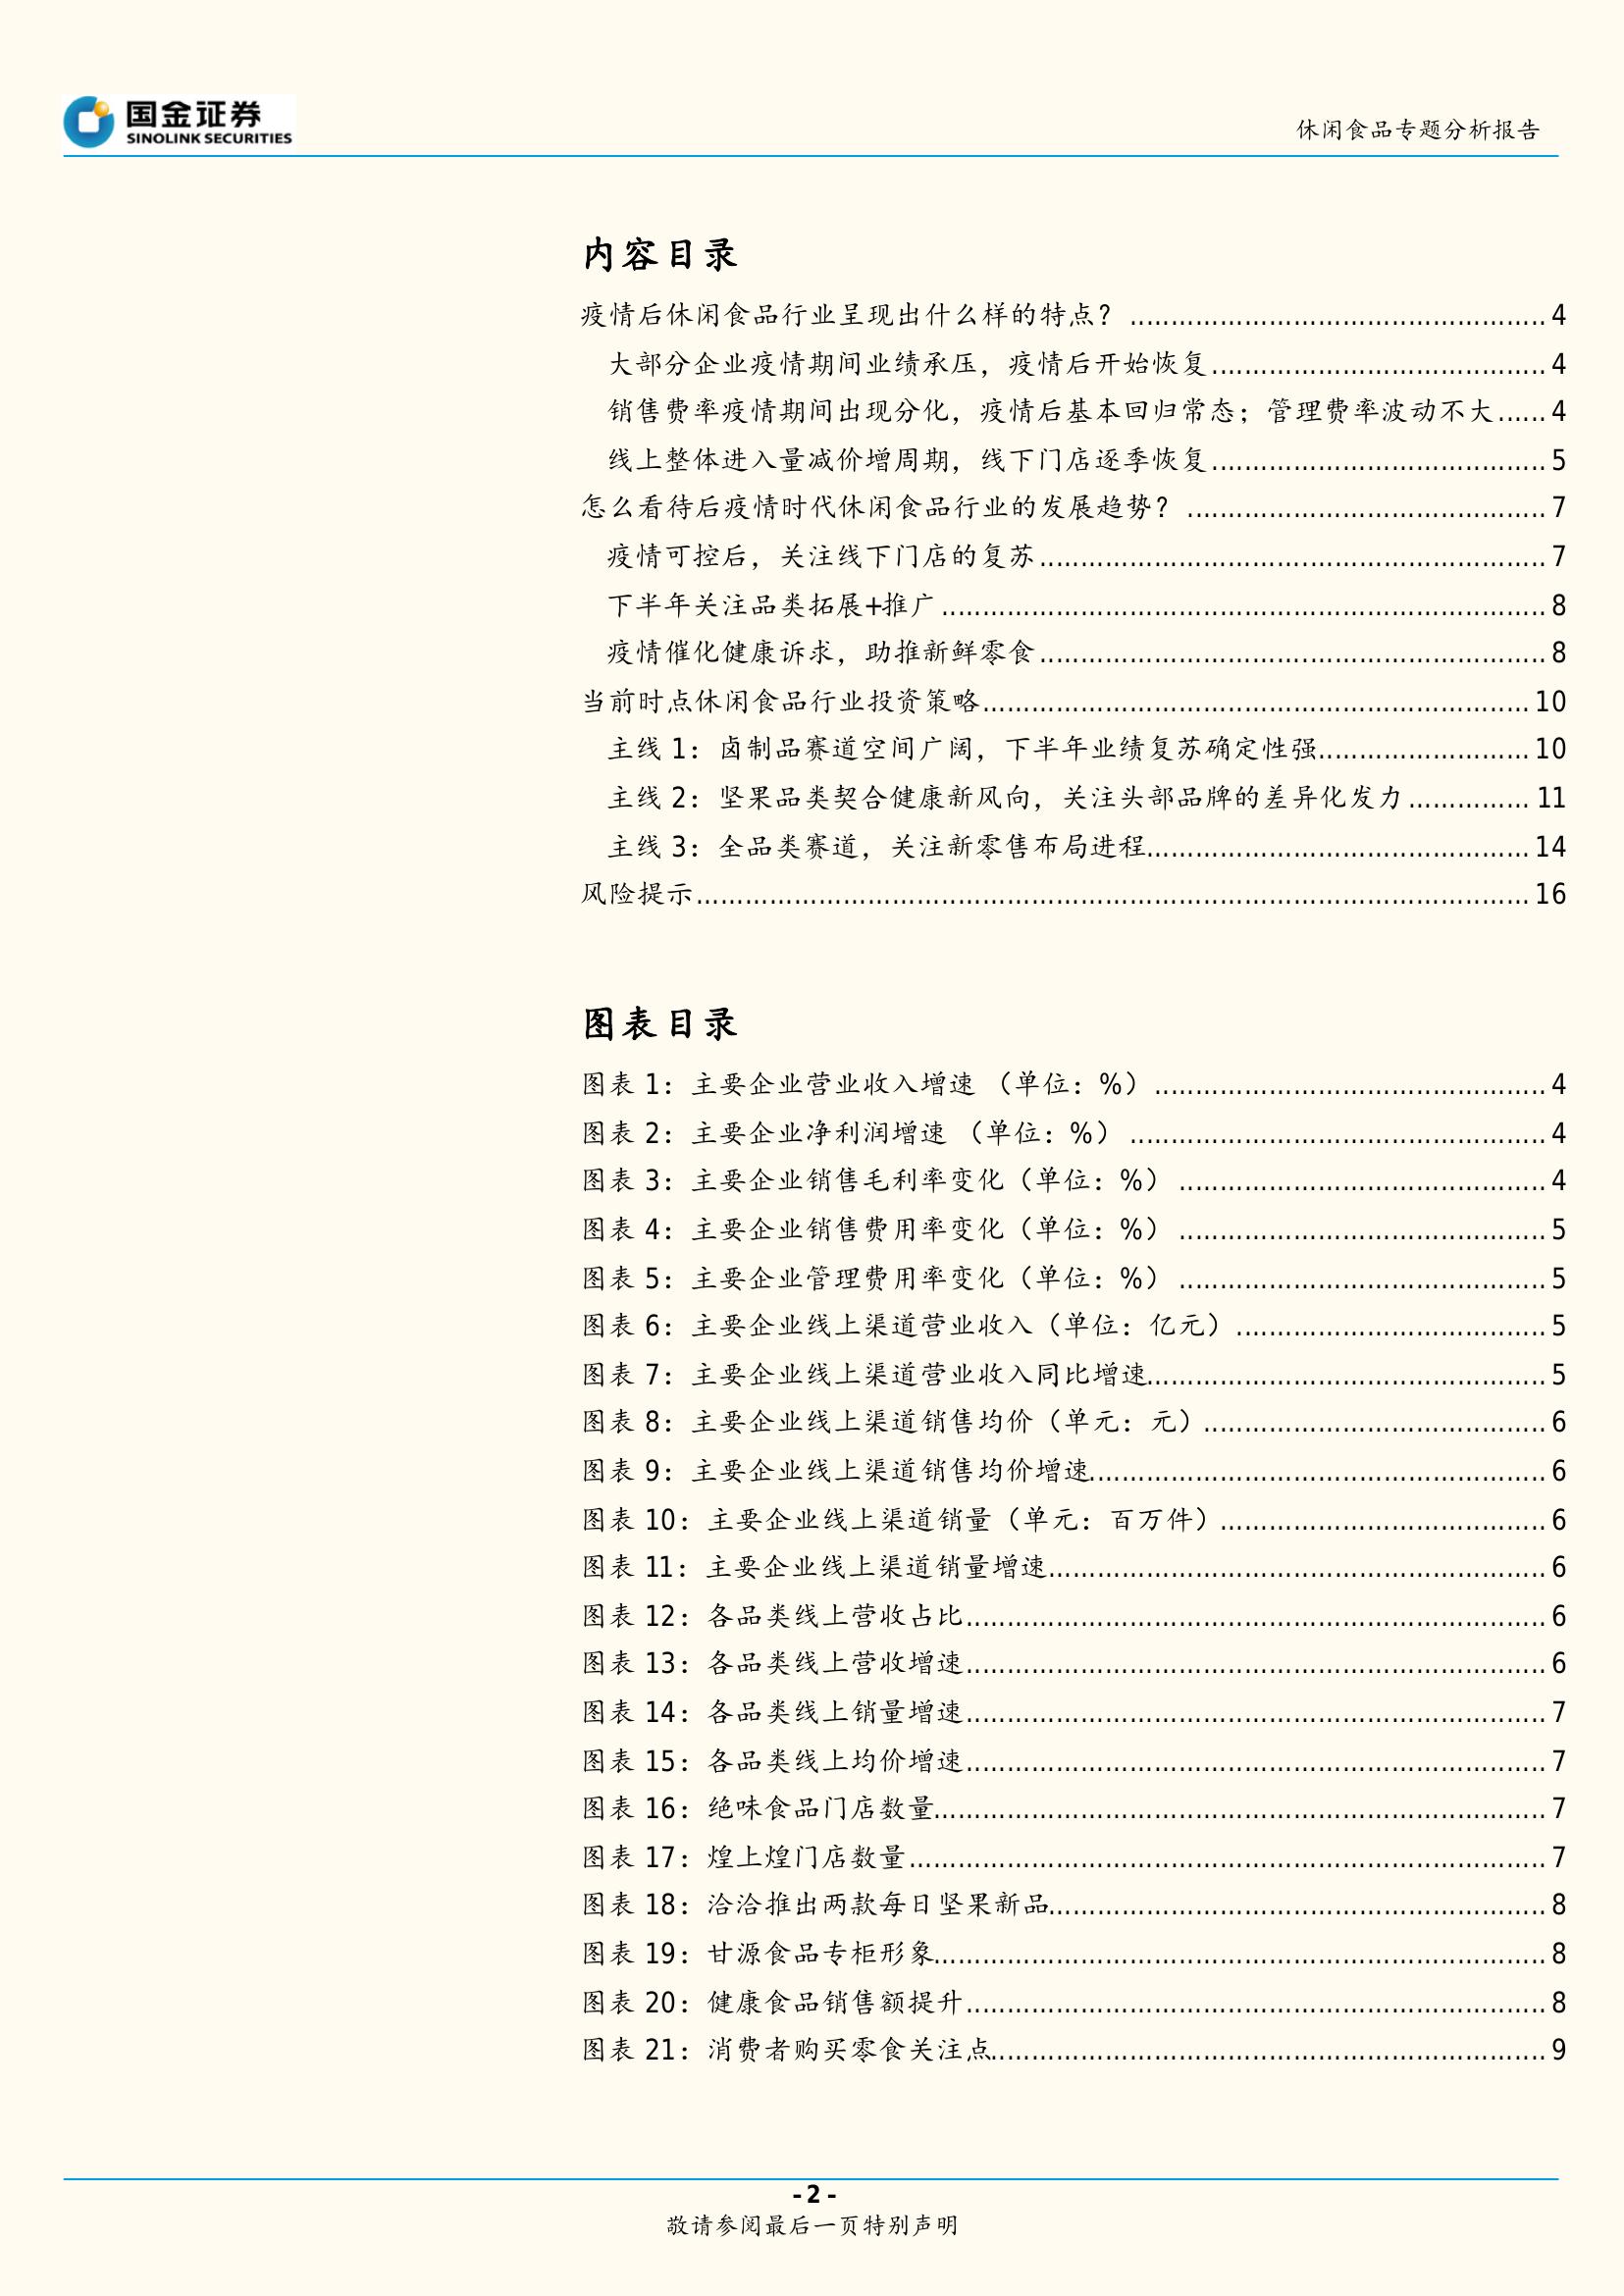 国金证券
SINOLINK SECURITIES
休闲食品专题分析报告
内容目录
疫情后休闲食品行业呈现出什么样的特点？ ................................................... 4
大部分企业疫情期间业绩承压，疫情后开始恢复......................................... 4
销售费率疫情期间出现分化，疫情后基本回归常态；管理费率波动不大...... 4
线上整体进入量减价增周期，线下门店逐季恢复......................................... 5
怎么看待后疫情时代休闲食品行业的发展趋势？ ............................................ 7
疫情可控后，关注线下门店的复苏.............................................................. 7
下半年关注品类拓展+推广.......................................................................... 8
疫情催化健康诉求，助推新鲜零食.............................................................. 8
当前时点休闲食品行业投资策略................................................................... 10
主线 1：卤制品赛道空间广阔，下半年业绩复苏确定性强.......................... 10
主线 2：坚果品类契合健康新风向，关注头部品牌的差异化发力............... 11
主线 3：全品类赛道，关注新零售布局进程............................................... 14
风险提示...................................................................................................... 16
图表目录
图表 1：主要企业营业收入增速 （单位：%）................................................ 4
图表 2：主要企业净利润增速 （单位：%） ................................................... 4
图表 3：主要企业销售毛利率变化（单位：%） ............................................. 4
图表 4：主要企业销售费用率变化（单位：%） ............................................. 5
图表 5：主要企业管理费用率变化（单位：%） ............................................. 5
图表 6：主要企业线上渠道营业收入（单位：亿元）...................................... 5
图表 7：主要企业线上渠道营业收入同比增速................................................. 5
图表 8：主要企业线上渠道销售均价（单元：元）.......................................... 6
图表 9：主要企业线上渠道销售均价增速........................................................ 6
图表 10：主要企业线上渠道销量（单元：百万件）........................................ 6
图表 11：主要企业线上渠道销量增速............................................................. 6
图表 12：各品类线上营收占比....................................................................... 6
图表 13：各品类线上营收增速....................................................................... 6
图表 14：各品类线上销量增速....................................................................... 7
图表 15：各品类线上均价增速....................................................................... 7
图表 16：绝味食品门店数量........................................................................... 7
图表 17：煌上煌门店数量.............................................................................. 7
图表 18：洽洽推出两款每日坚果新品............................................................. 8
图表 19：甘源食品专柜形象........................................................................... 8
图表 20：健康食品销售额提升....................................................................... 8
图表 21：消费者购买零食关注点.................................................................... 9
- 2 -
敬请参阅最后一页特别声明